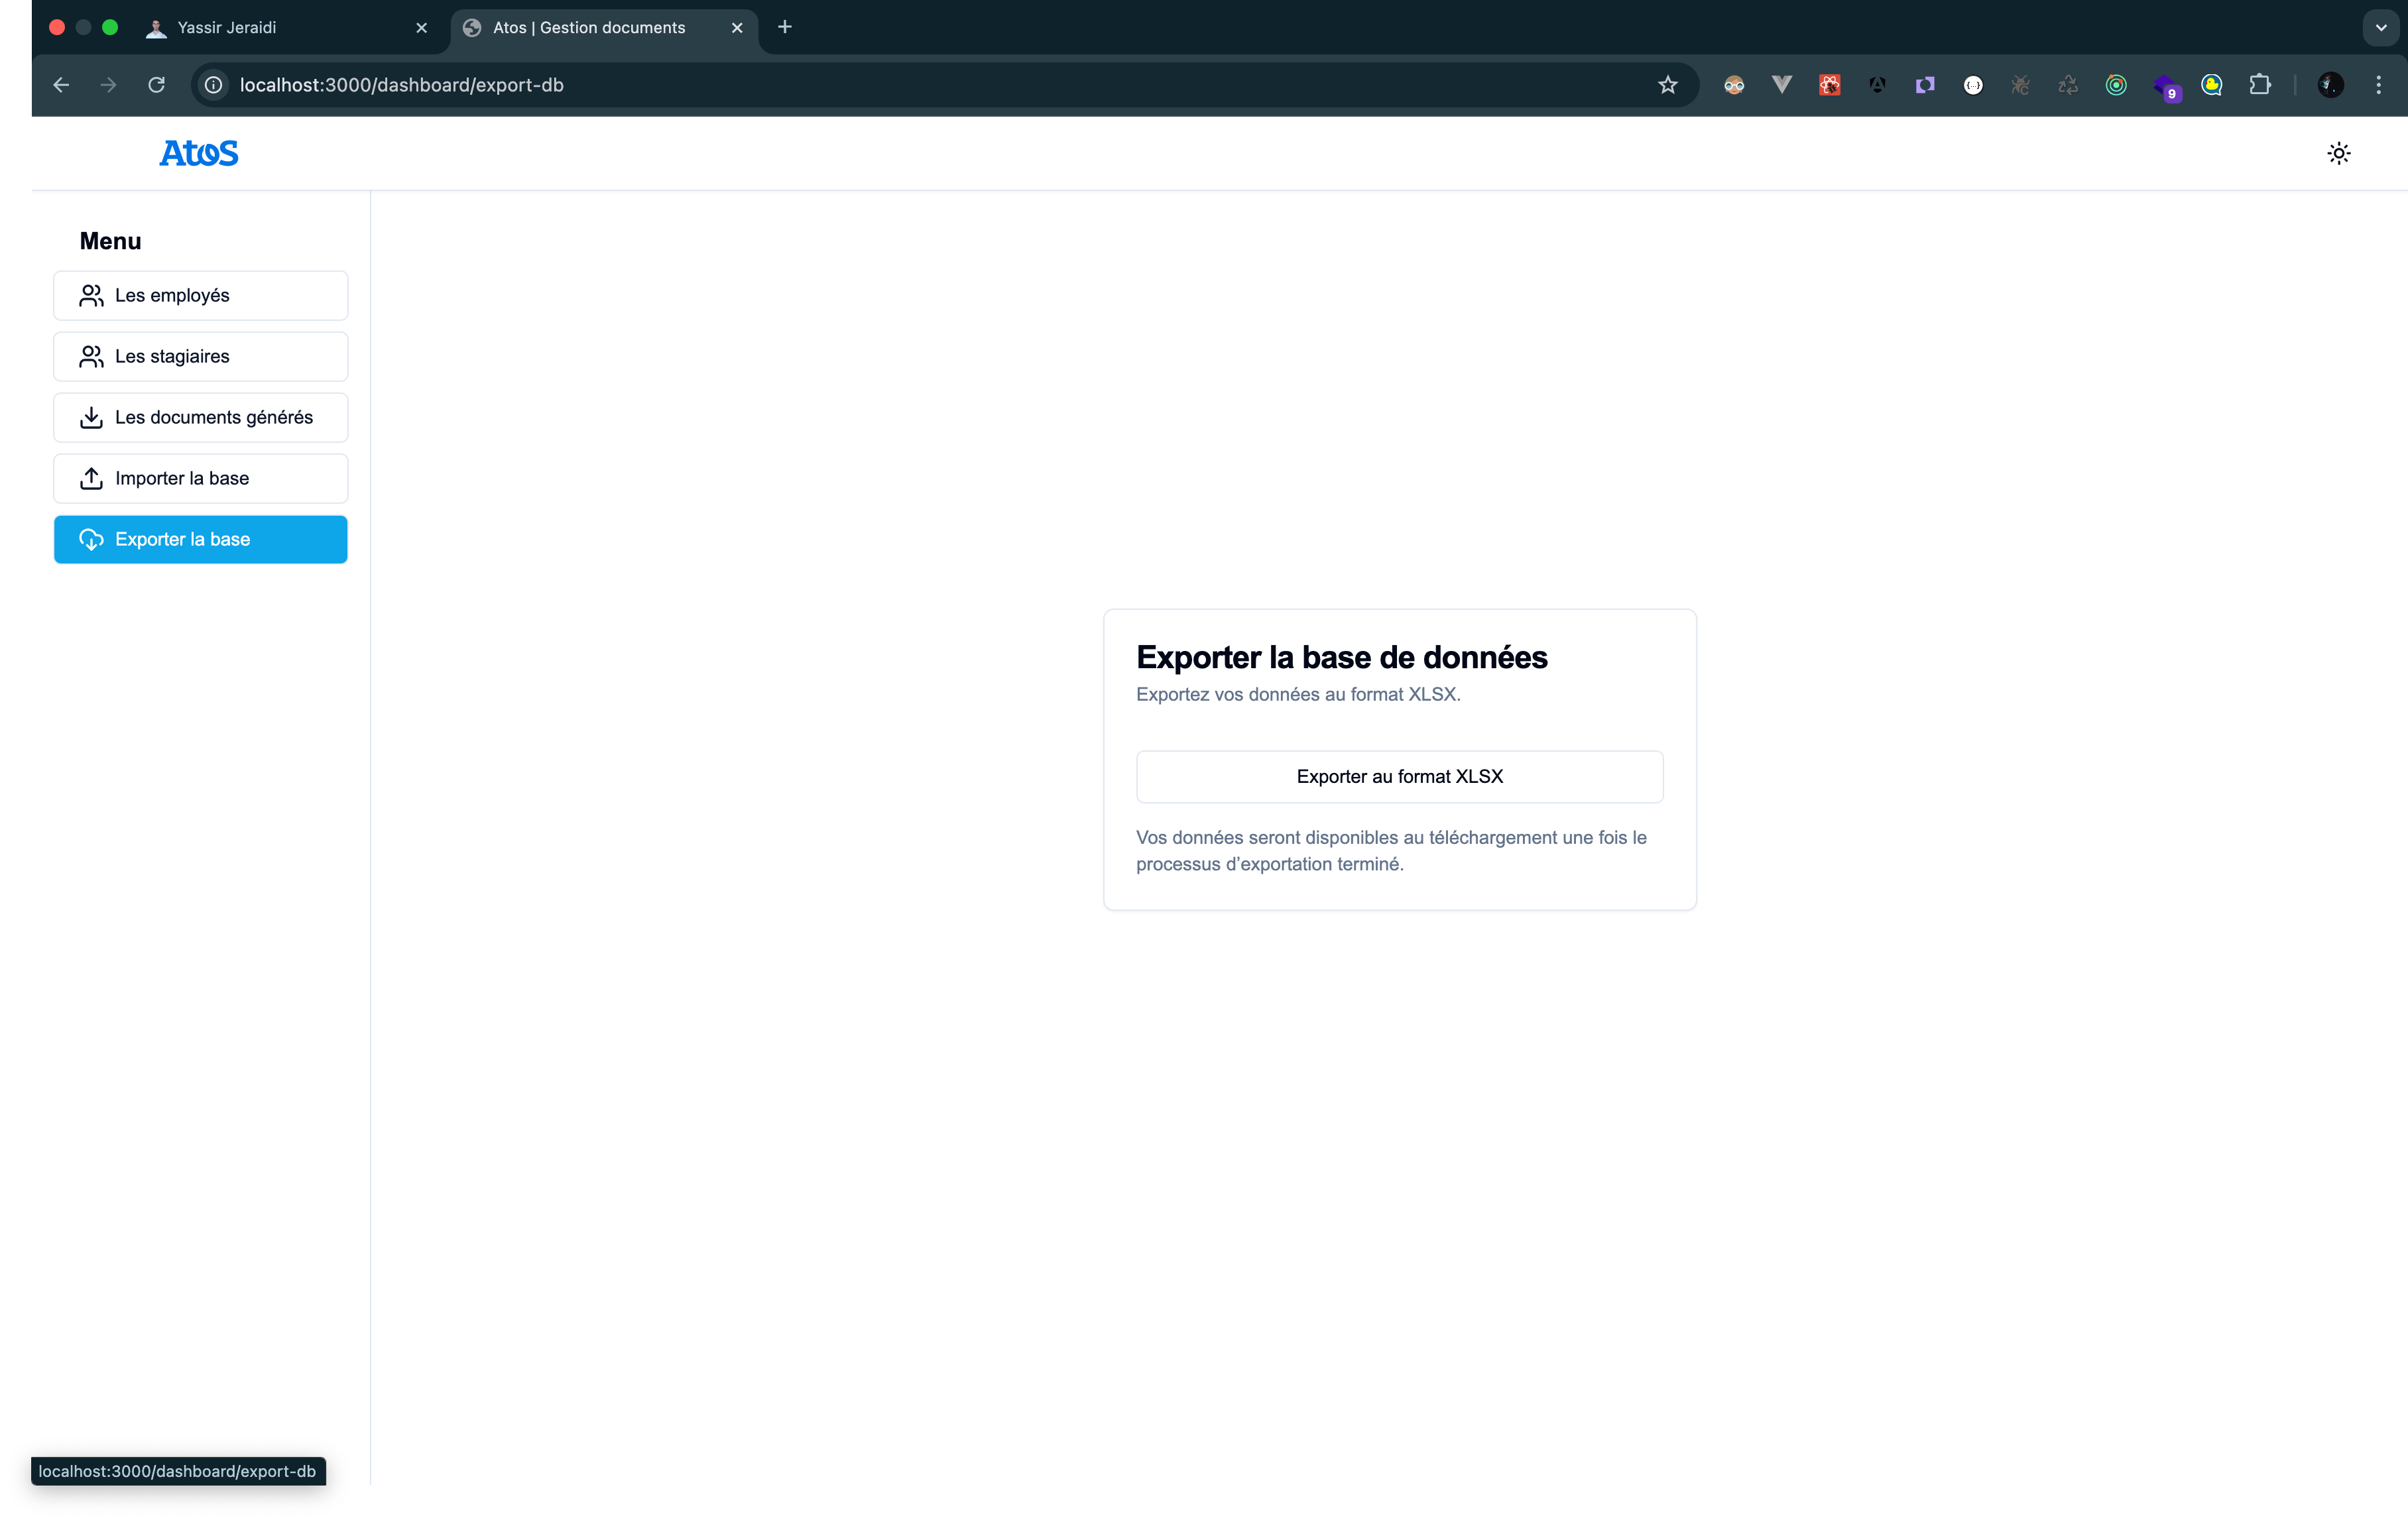 Yassir Jeraidi
Atos | Gestion documents
localhost:3000/dashboard/export-db
9
Atos
Menu
Les employés
Les stagiaires
Les documents générés
Importer la base
Exporter la base
Exporter la base de données
Exportez vos données au format XLSX.
Exporter au format XLSX
Vos données seront disponibles au téléchargement une fois le
processus d’exportation terminé.
localhost:3000/dashboard/export-db